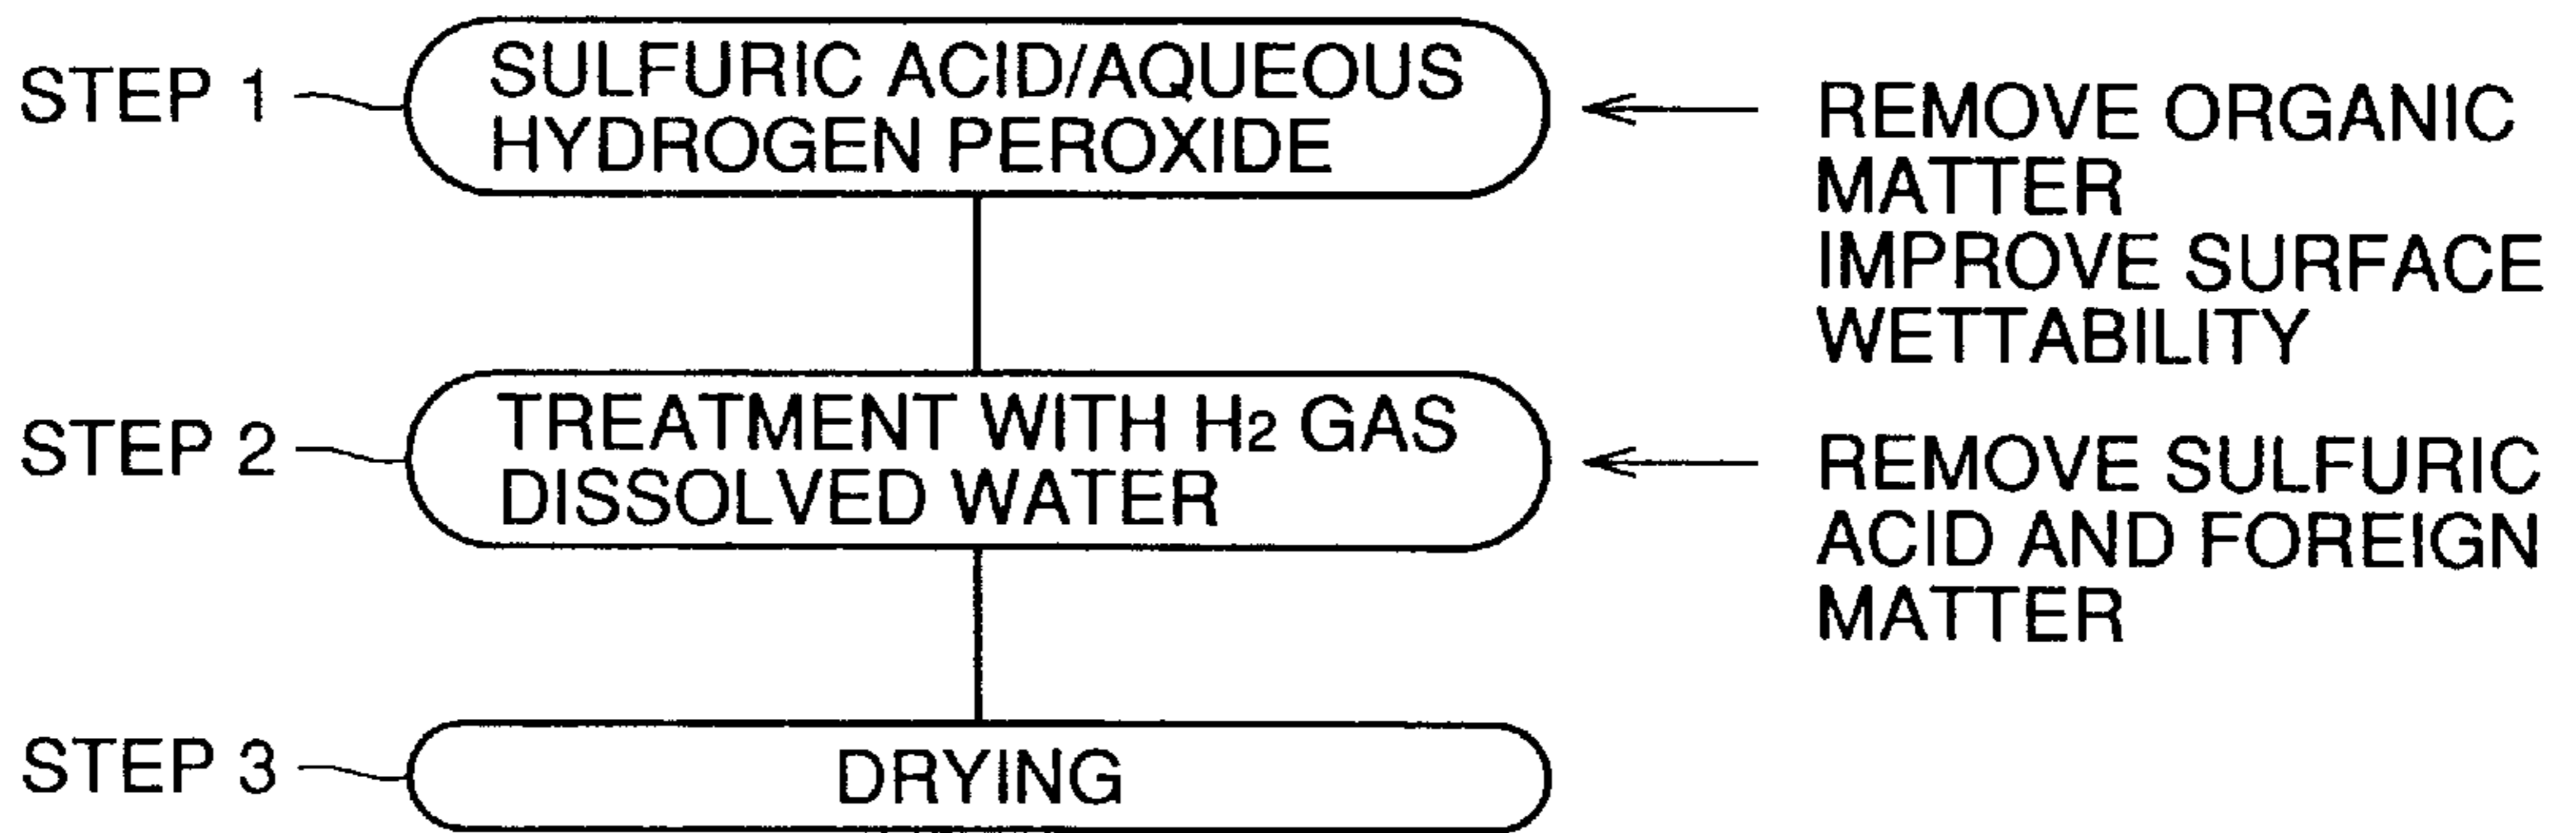 STEP 1
SULFURIC ACID/AQUEOUS
HYDROGEN PEROXIDE
REMOVE ORGANIC
MATTER
IMPROVE SURFACE
WETTABILITY
STEP 2
TREATMENT WITH H2 GAS
DISSOLVED WATER
REMOVE SULFURIC
ACID AND FOREIGN
MATTER
STEP 3
DRYING